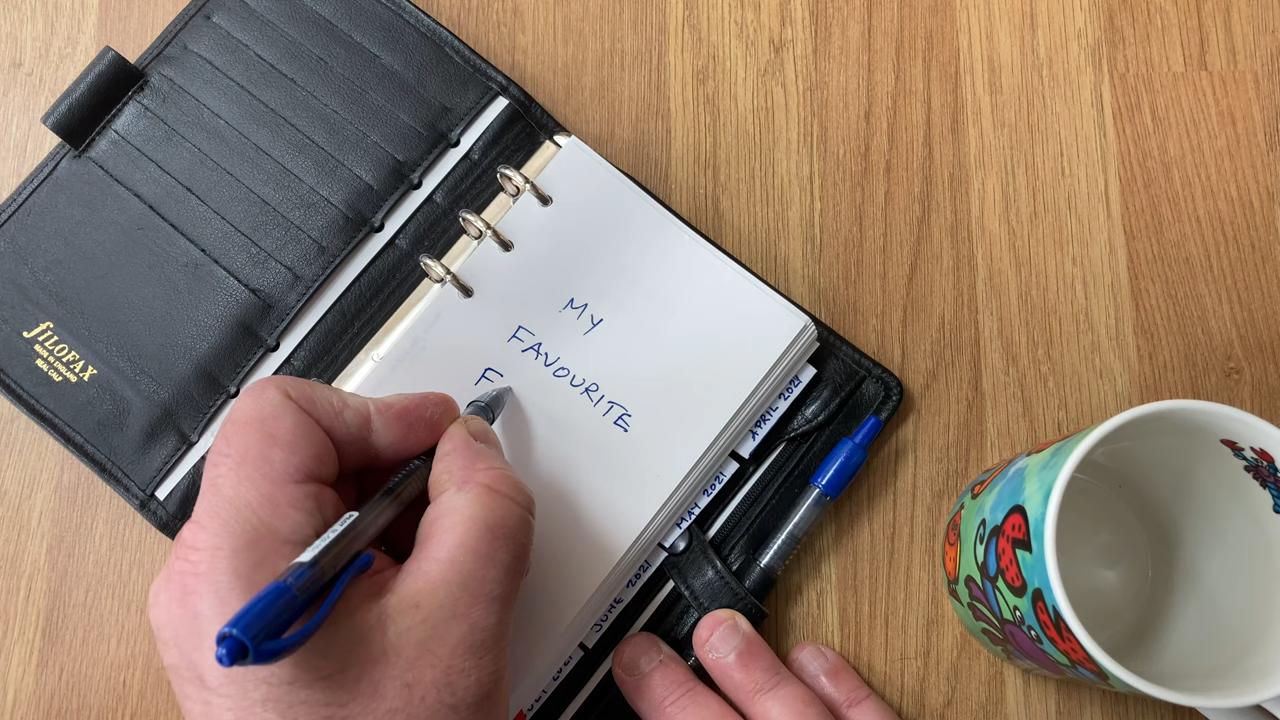 fILOFAX
MADE IN ENGLAND
REAL CALF
MY
FAVOURITE
F
APRIL 2021
MAY 2021
JUNE 2021